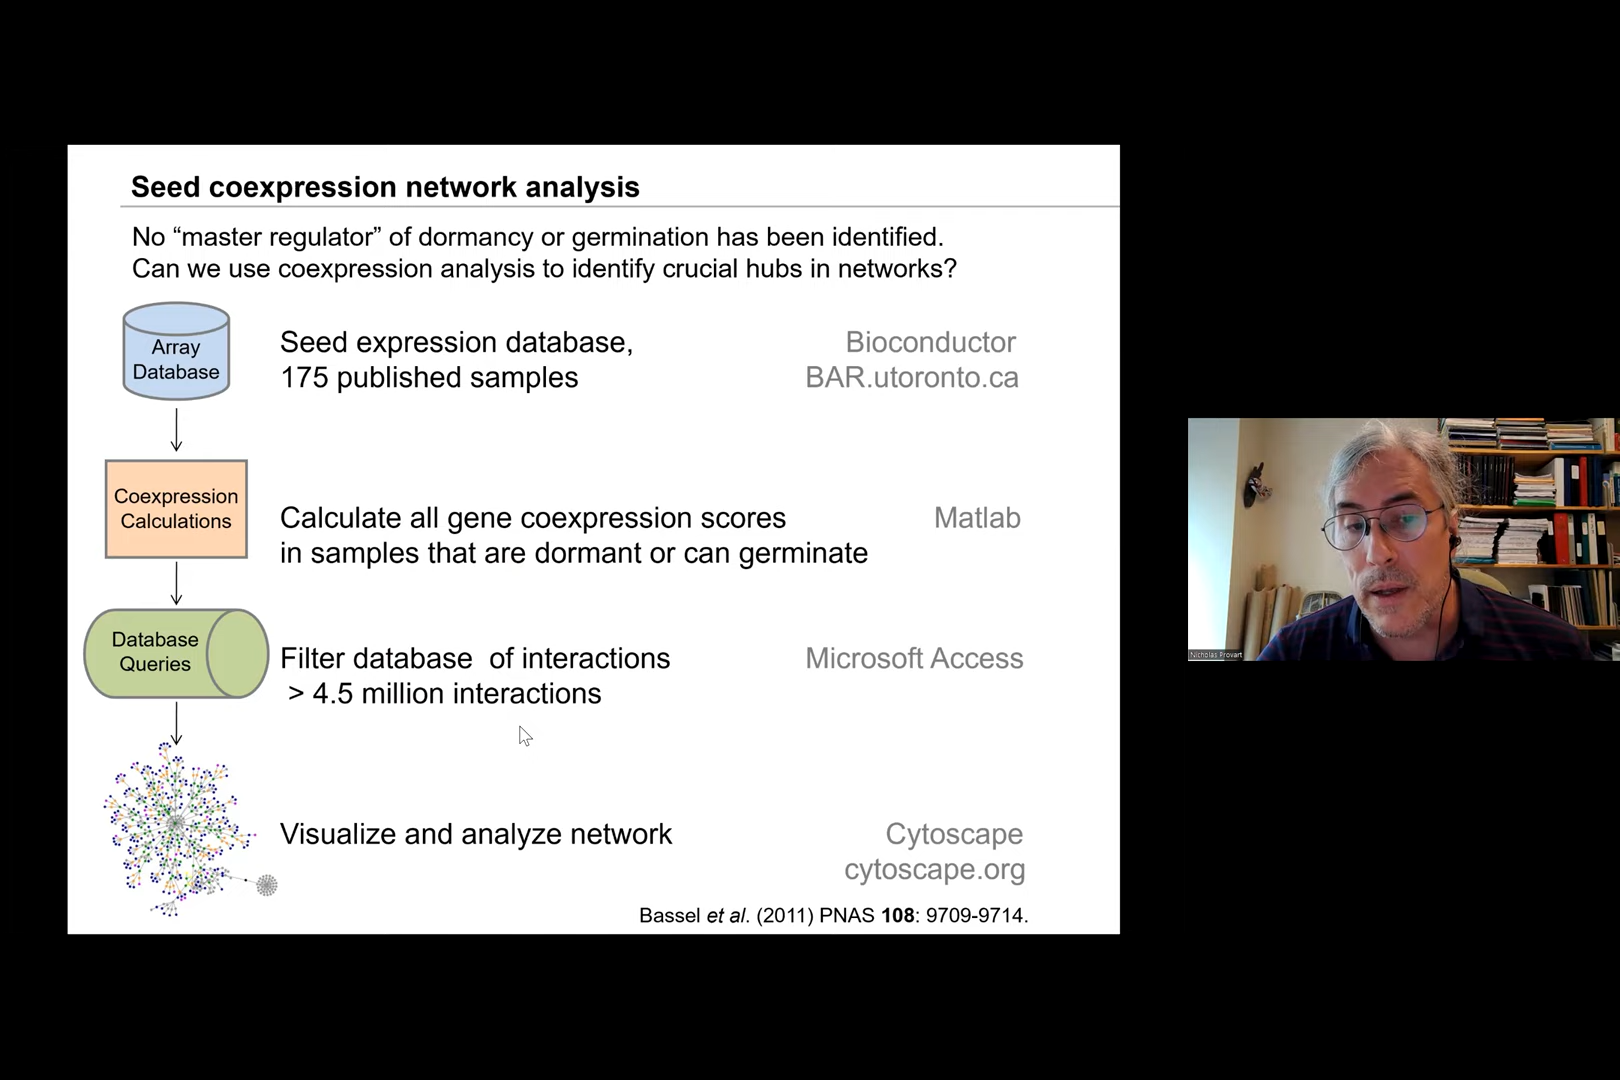 Seed coexpression network analysis
No “master regulator” of dormancy or germination has been identified.
Can we use coexpression analysis to identify crucial hubs in networks?
Array
Database
Seed expression database,
175 published samples
Bioconductor
BAR.utoronto.ca
Coexpression
Calculations
Calculate all gene coexpression scores
in samples that are dormant or can germinate
Matlab
Database
Queries
Filter database of interactions
> 4.5 million interactions
Microsoft Access
Visualize and analyze network
Cytoscape
cytoscape.org
Bassel et al. (2011) PNAS 108: 9709-9714.
Nicholas Provart